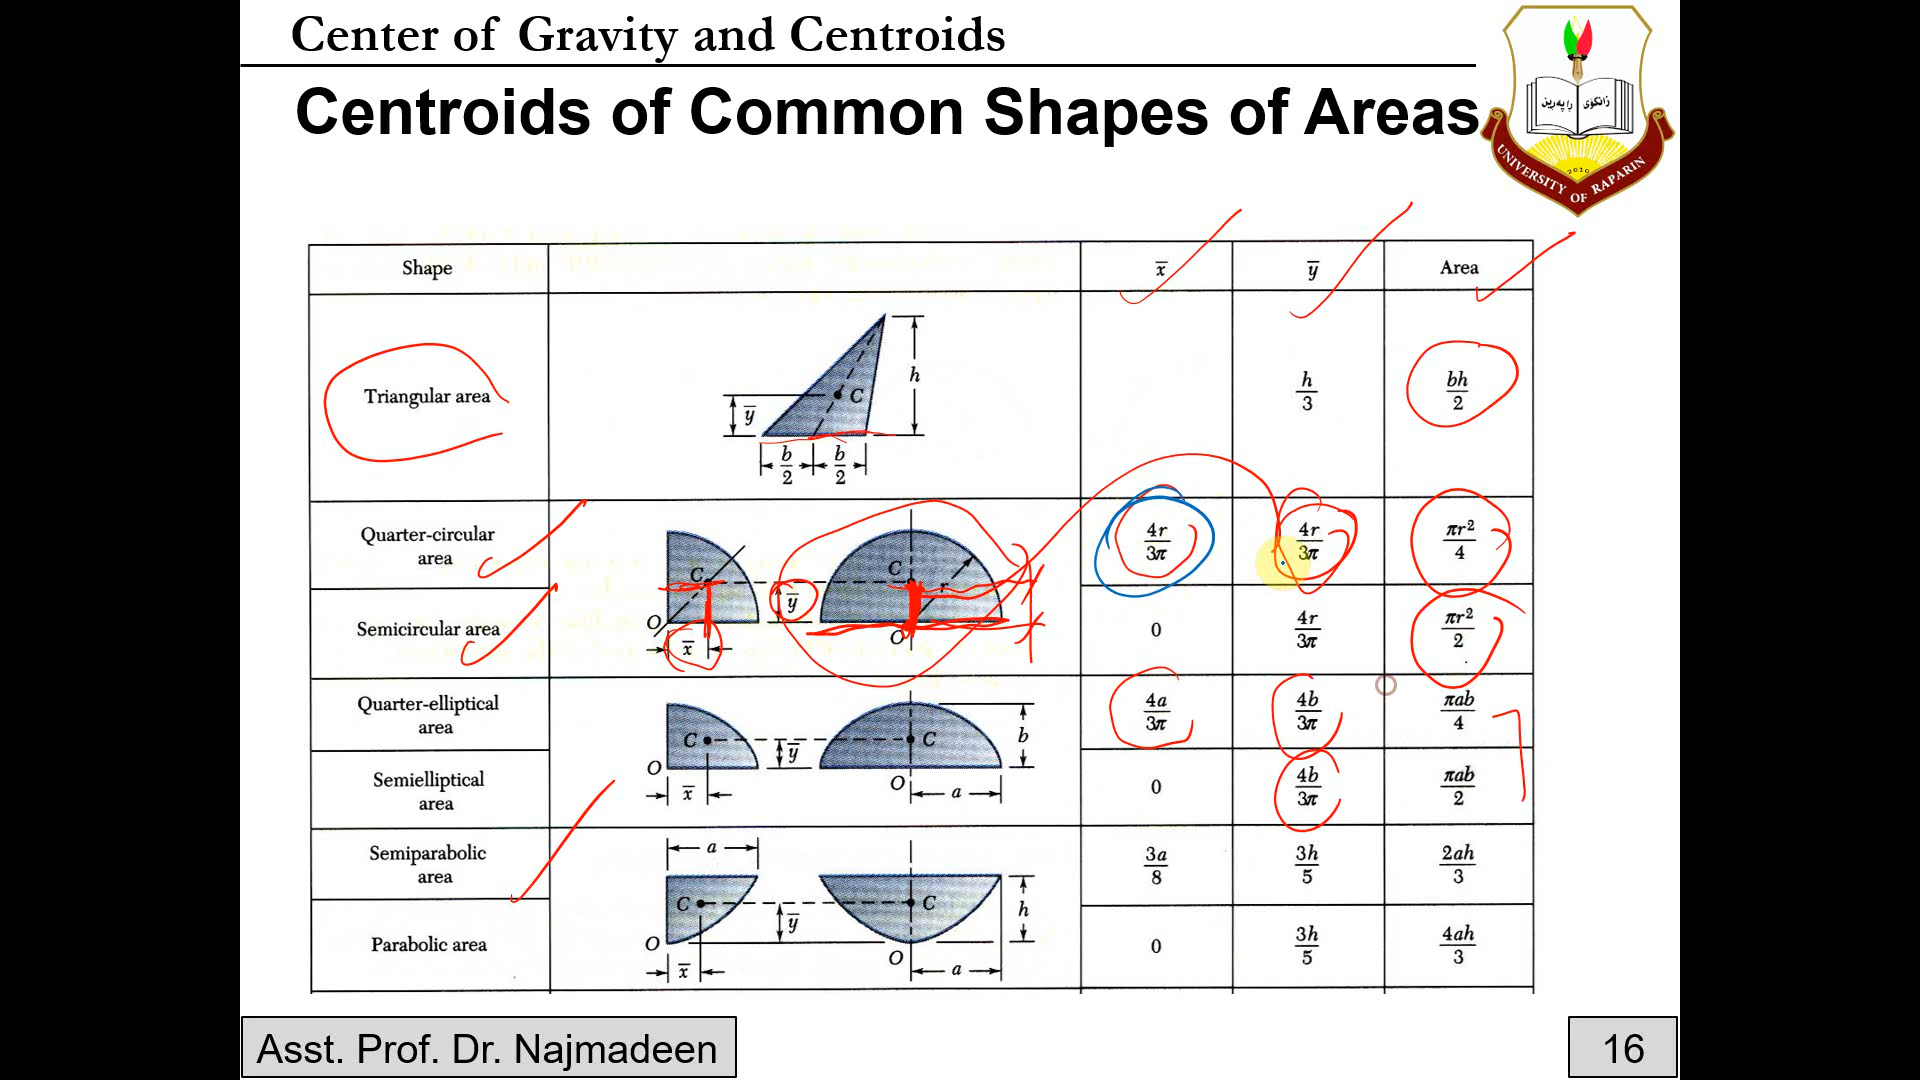 Center of Gravity and Centroids
Centroids of Common Shapes of Areas
زانکۆی ڕاپەڕین
UNIVERSITY OF RAPARIN
2010
Shape x̄ ȳ Area
Triangular area h ȳ C b/2 b/2 h/3 bh/2
Quarter-circular area C O x̄ ȳ 4r/3π 4r/3π πr²/4
Semicircular area C r O 0 4r/3π πr²/2
Quarter-elliptical area C O x̄ ȳ 4a/3π 4b/3π πab/4
Semielliptical area C b O a 0 4b/3π πab/2
Semiparabolic area a C O x̄ ȳ 3a/8 3h/5 2ah/3
Parabolic area C h O a 0 3h/5 4ah/3
Asst. Prof. Dr. Najmadeen
16